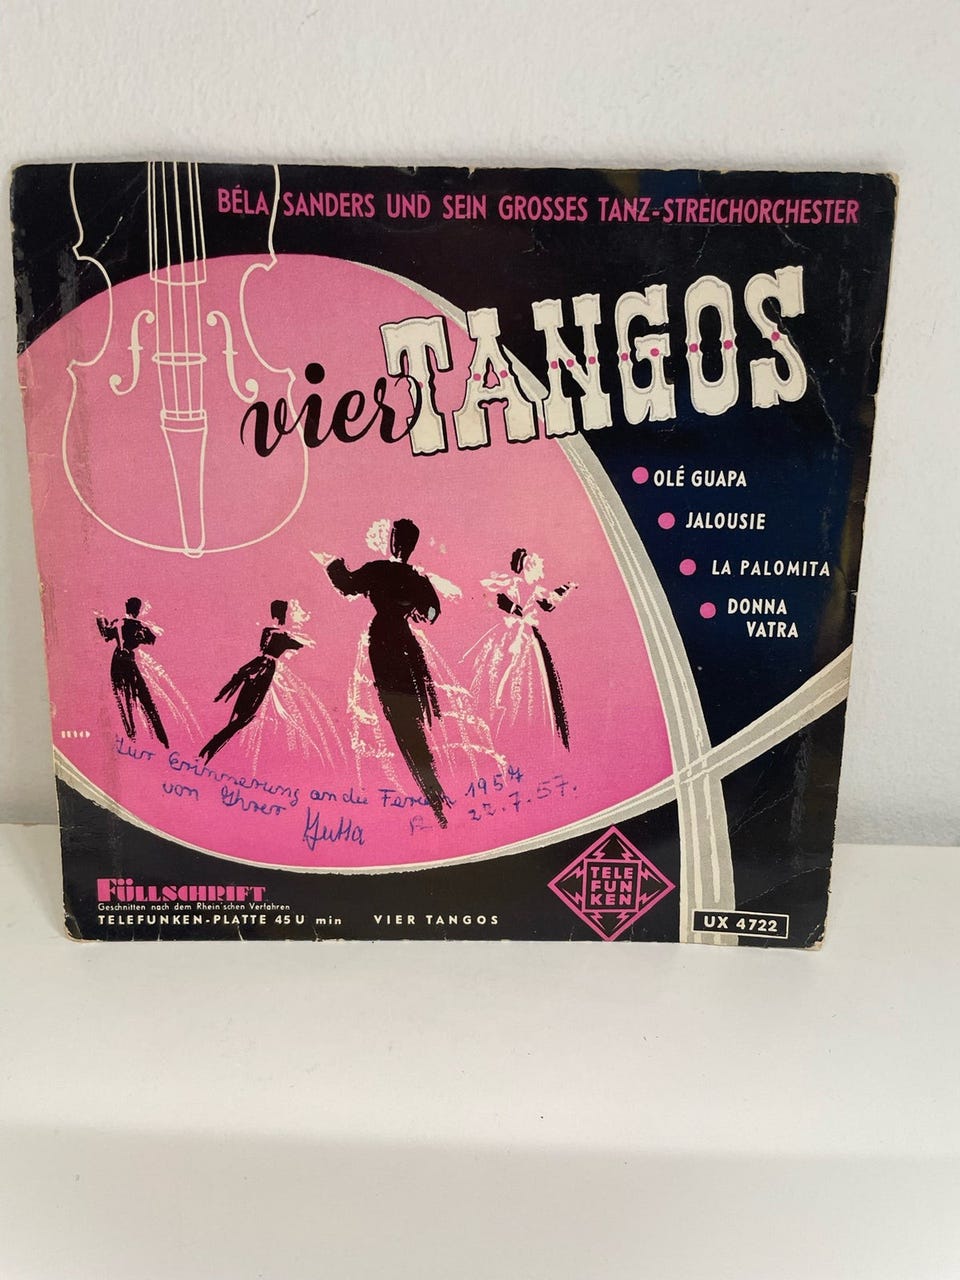 BÉLA SANDERS UND SEIN GROSSES TANZ-STREICHORCHESTER
vier TANGOS
OLÉ GUAPA
JALOUSIE
LA PALOMITA
DONNA
VATRA
Zur Erinnerung an die Ferien 1957
von Ihrer 22.7.57.
Jutta
FÜLLSCHRIFT
Geschnitten nach dem Rhein'schen Verfahren
TELEFUNKEN-PLATTE 45 U min VIER TANGOS
TELE
FUN
KEN
UX 4722